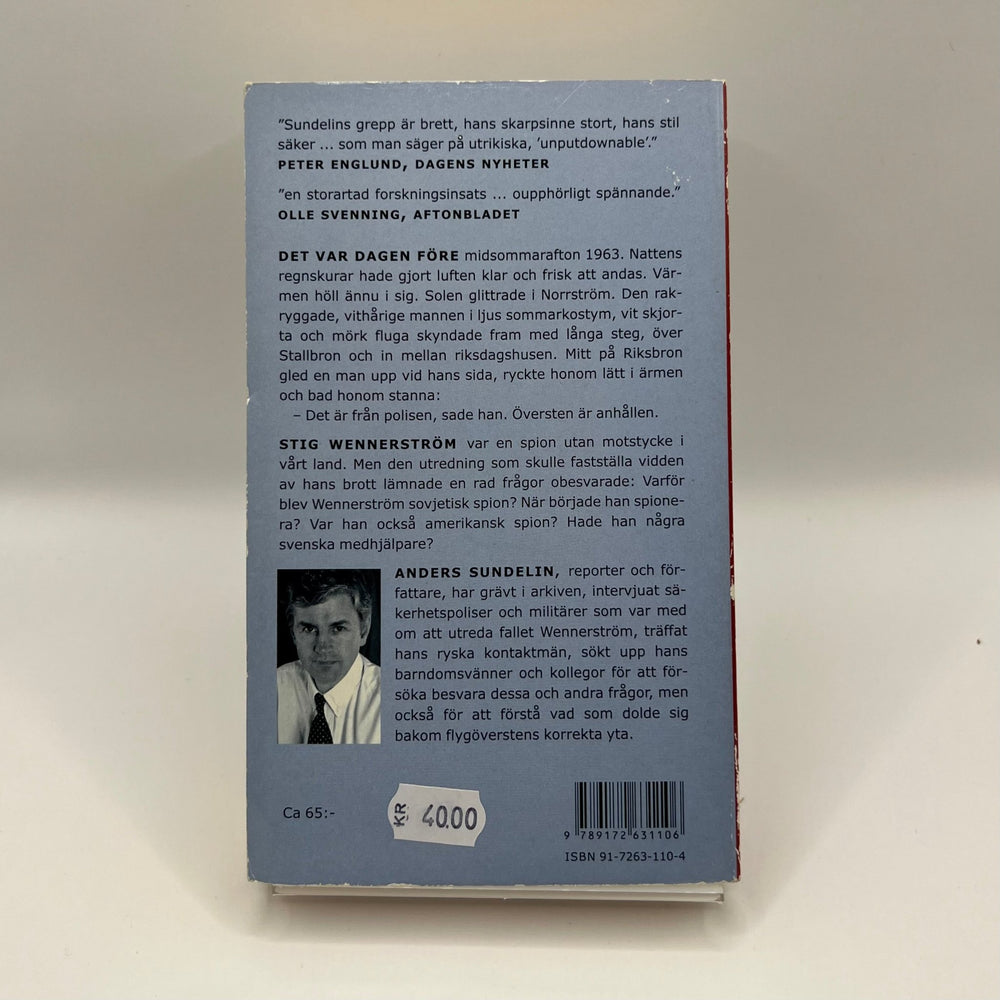 ”Sundelins grepp är brett, hans skarpsinne stort, hans stil
säker ... som man säger på utrikiska, ’unputdownable’.”
PETER ENGLUND, DAGENS NYHETER
”en storartad forskningsinsats ... oupphörligt spännande.”
OLLE SVENNING, AFTONBLADET
DET VAR DAGEN FÖRE midsommarafton 1963. Nattens
regnskurar hade gjort luften klar och frisk att andas. Vär-
men höll ännu i sig. Solen glittrade i Norrström. Den rak-
ryggade, vithårige mannen i ljus sommarkostym, vit skjor-
ta och mörk fluga skyndade fram med långa steg, över
Stallbron och in mellan riksdagshusen. Mitt på Riksbron
gled en man upp vid hans sida, ryckte honom lätt i ärmen
och bad honom stanna:
– Det är från polisen, sade han. Översten är anhållen.
STIG WENNERSTRÖM var en spion utan motstycke i
vårt land. Men den utredning som skulle fastställa vidden
av hans brott lämnade en rad frågor obesvarade: Varför
blev Wennerström sovjetisk spion? När började han spione-
ra? Var han också amerikansk spion? Hade han några
svenska medhjälpare?
ANDERS SUNDELIN, reporter och för-
fattare, har grävt i arkiven, intervjuat sä-
kerhetspoliser och militärer som var med
om att utreda fallet Wennerström, träffat
hans ryska kontaktmän, sökt upp hans
barndomsvänner och kollegor för att för-
söka besvara dessa och andra frågor, men
också för att förstå vad som dolde sig
bakom flygöverstens korrekta yta.
Ca 65:-
KR 40.00
9 789172 631106
ISBN 91-7263-110-4